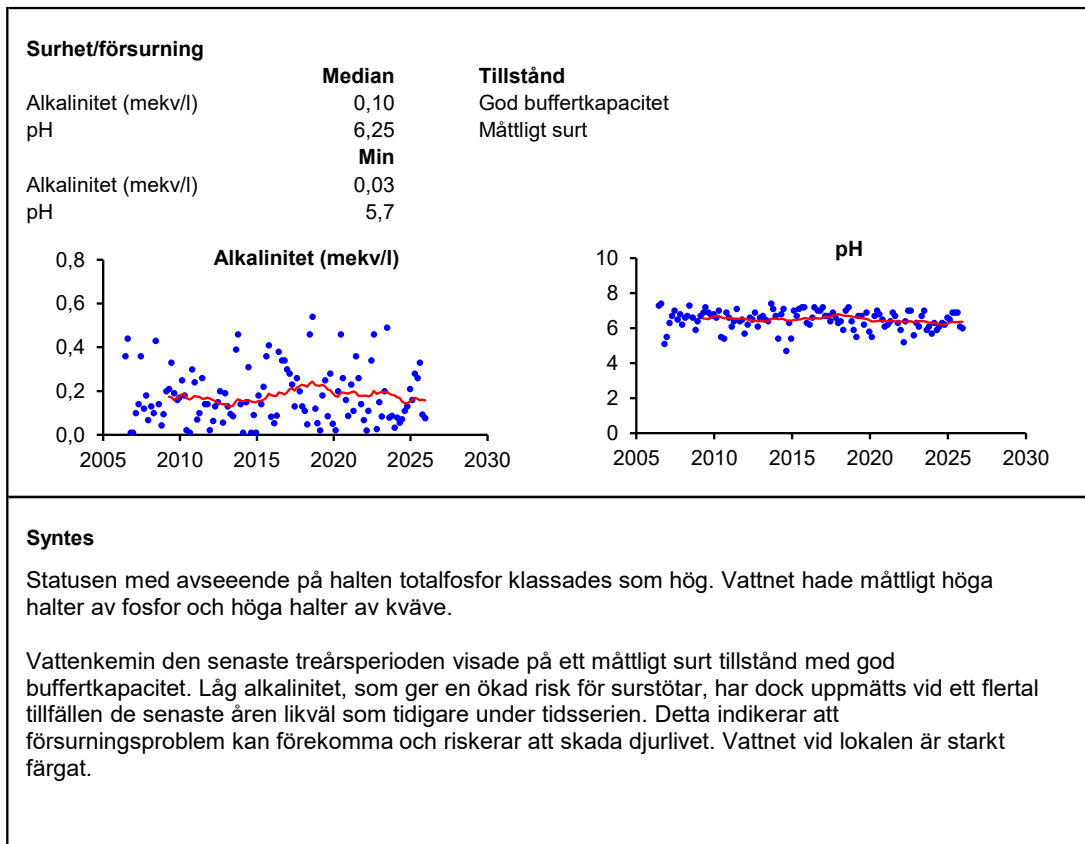 Surhet/försurning
Median Tillstånd
Alkalinitet (mekv/l) 0,10 God buffertkapacitet
pH 6,25 Måttligt surt
Min
Alkalinitet (mekv/l) 0,03
pH 5,7
Alkalinitet (mekv/l)
0,8
0,6
0,4
0,2
0,0
2005 2010 2015 2020 2025 2030
pH
10
8
6
4
2
0
2005 2010 2015 2020 2025 2030
Syntes
Statusen med avseeende på halten totalfosfor klassades som hög. Vattnet hade måttligt höga
halter av fosfor och höga halter av kväve.
Vattenkemin den senaste treårsperioden visade på ett måttligt surt tillstånd med god
buffertkapacitet. Låg alkalinitet, som ger en ökad risk för surstötar, har dock uppmätts vid ett flertal
tillfällen de senaste åren likväl som tidigare under tidsserien. Detta indikerar att
försurningsproblem kan förekomma och riskerar att skada djurlivet. Vattnet vid lokalen är starkt
färgat.